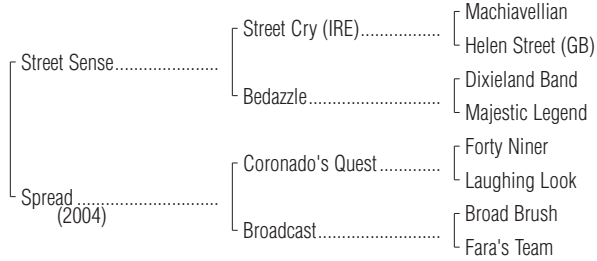 Machiavellian
Street Cry (IRE)..................
Helen Street (GB)
Street Sense.......................
Dixieland Band
Bedazzle..............................
Majestic Legend
Forty Niner
Coronado's Quest..............
Laughing Look
Spread ...............................
(2004)
Broad Brush
Broadcast............................
Fara's Team